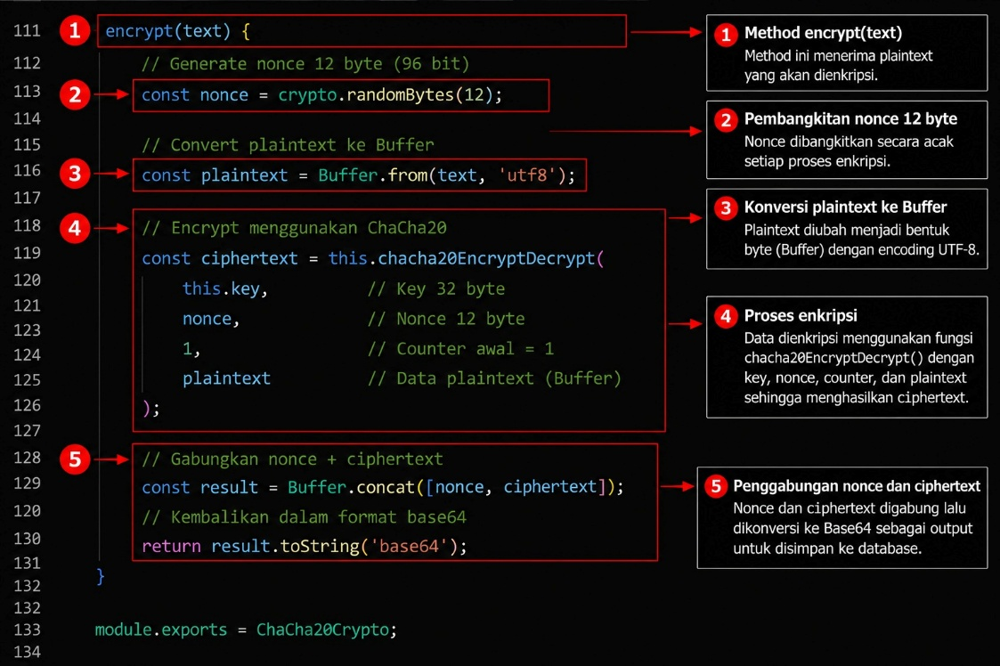 111 1 encrypt(text) {
112 // Generate nonce 12 byte (96 bit)
113 2 const nonce = crypto.randomBytes(12);
114
115 // Convert plaintext ke Buffer
116 3 const plaintext = Buffer.from(text, 'utf8');
117
118 4 // Encrypt menggunakan ChaCha20
119 const ciphertext = this.chacha20EncryptDecrypt(
120 this.key, // Key 32 byte
121
123 nonce, // Nonce 12 byte
124 1, // Counter awal = 1
125 plaintext // Data plaintext (Buffer)
126 );
127
128 5 // Gabungkan nonce + ciphertext
129 const result = Buffer.concat([nonce, ciphertext]);
120 // Kembalikan dalam format base64
130 return result.toString('base64');
131
132 }
132
133 module.exports = ChaCha20Crypto;
134
1 Method encrypt(text)
Method ini menerima plaintext
yang akan dienkripsi.
2 Pembangkitan nonce 12 byte
Nonce dibangkitkan secara acak
setiap proses enkripsi.
3 Konversi plaintext ke Buffer
Plaintext diubah menjadi bentuk
byte (Buffer) dengan encoding UTF-8.
4 Proses enkripsi
Data dienkripsi menggunakan fungsi
chacha20EncryptDecrypt() dengan
key, nonce, counter, dan plaintext
sehingga menghasilkan ciphertext.
5 Penggabungan nonce dan ciphertext
Nonce dan ciphertext digabung lalu
dikonversi ke Base64 sebagai output
untuk disimpan ke database.